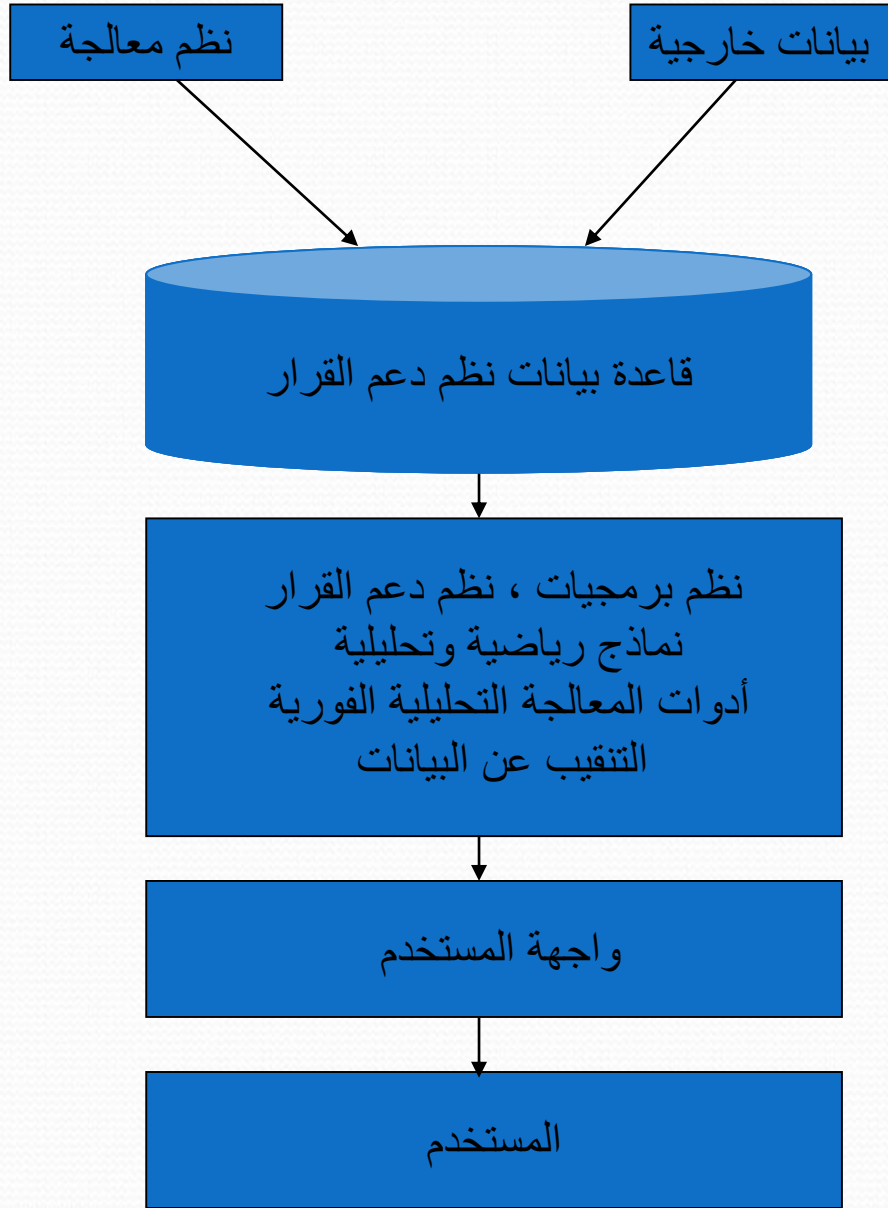 بيانات خارجية
نظم معالجة
قاعدة بيانات نظم دعم القرار
نظم برمجيات ، نظم دعم القرار
نماذج رياضية وتحليلية
أدوات المعالجة التحليلية الفورية
التنقيب عن البيانات
واجهة المستخدم
المستخدم